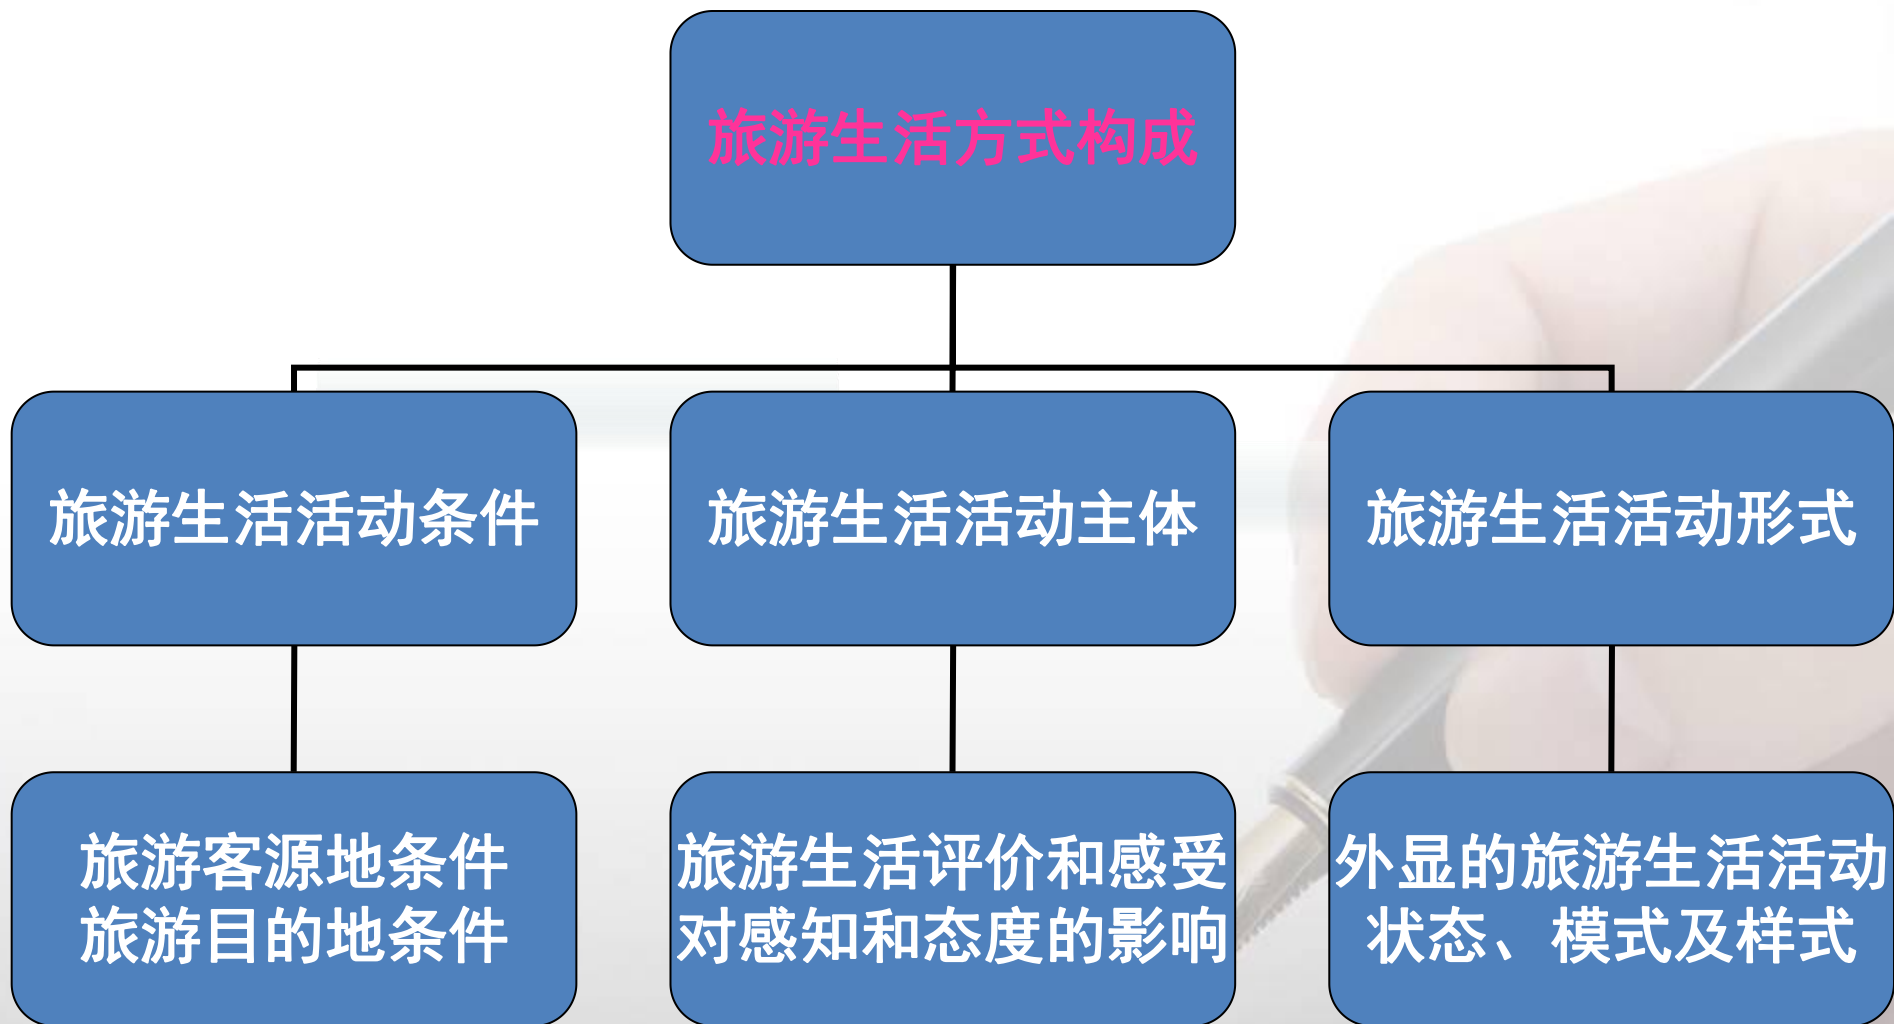 旅游生活方式构成
旅游生活活动条件
旅游生活活动主体
旅游生活活动形式
旅游客源地条件
旅游目的地条件
旅游生活评价和感受
对感知和态度的影响
外显的旅游生活活动
状态、模式及样式